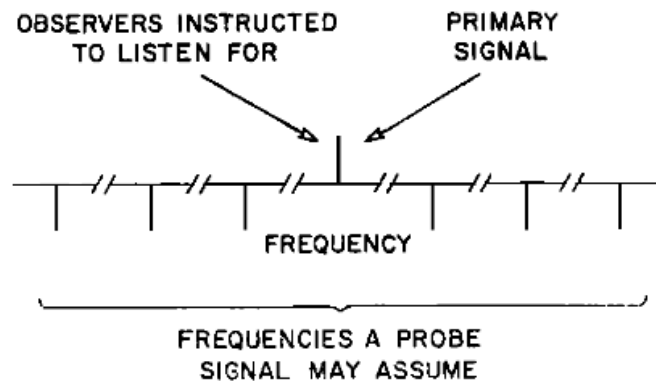 OBSERVERS INSTRUCTED
TO LISTEN FOR
PRIMARY
SIGNAL
FREQUENCY
FREQUENCIES A PROBE
SIGNAL MAY ASSUME